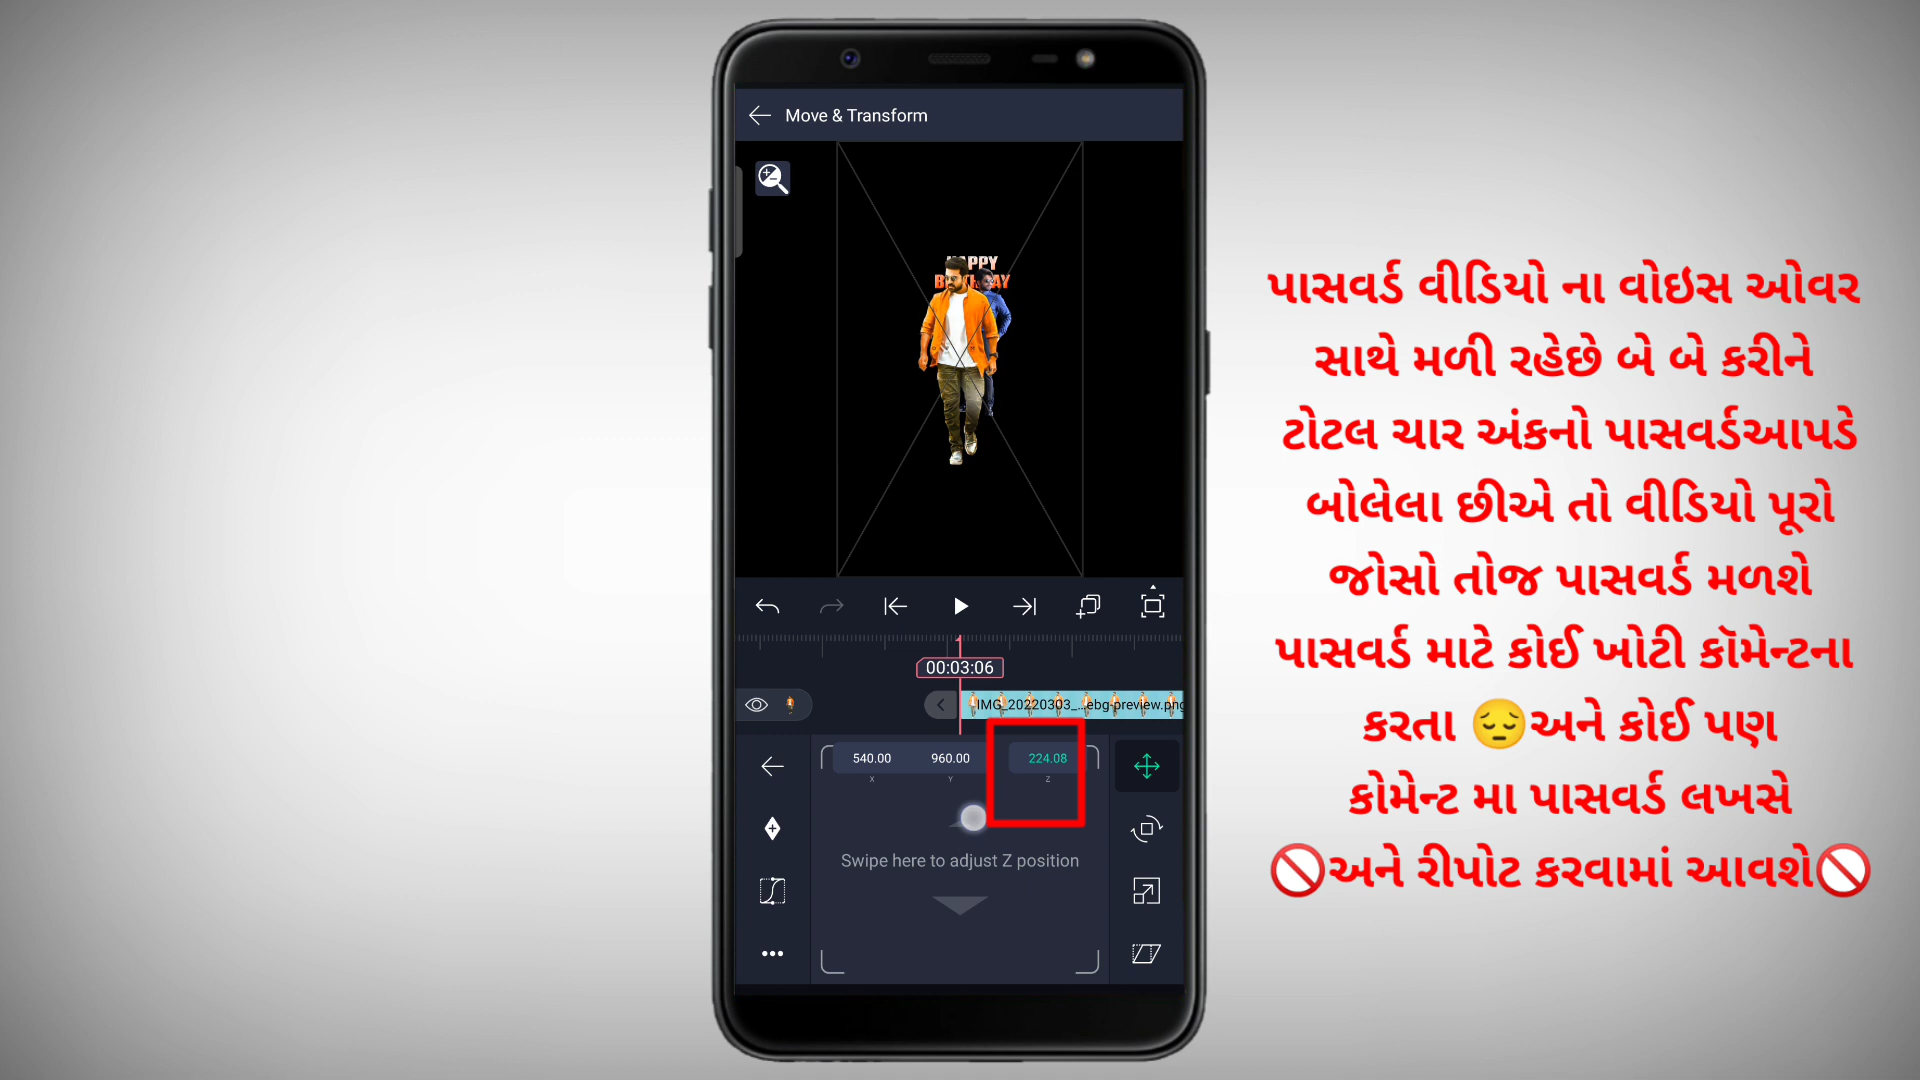 Move & Transform
HAPPY
BIRTHDAY
00:03:06
IMG_20220303_...ebg-preview.png
540.00 960.00 224.08
X Y Z
Swipe here to adjust Z position
પાસવર્ડ વીડિયો ના વોઇસ ઓવર
સાથે મળી રહેછે બે બે કરીને
ટોટલ ચાર અંકનો પાસવર્ડઆપડે
બોલેલા છીએ તો વીડિયો પૂરો
જોસો તોજ પાસવર્ડ મળશે
પાસવર્ડ માટે કોઈ ખોટી કૉમેન્ટના
કરતા 😔અને કોઈ પણ
કોમેન્ટ મા પાસવર્ડ લખસે
🚫અને રીપોટ કરવામાં આવશે🚫